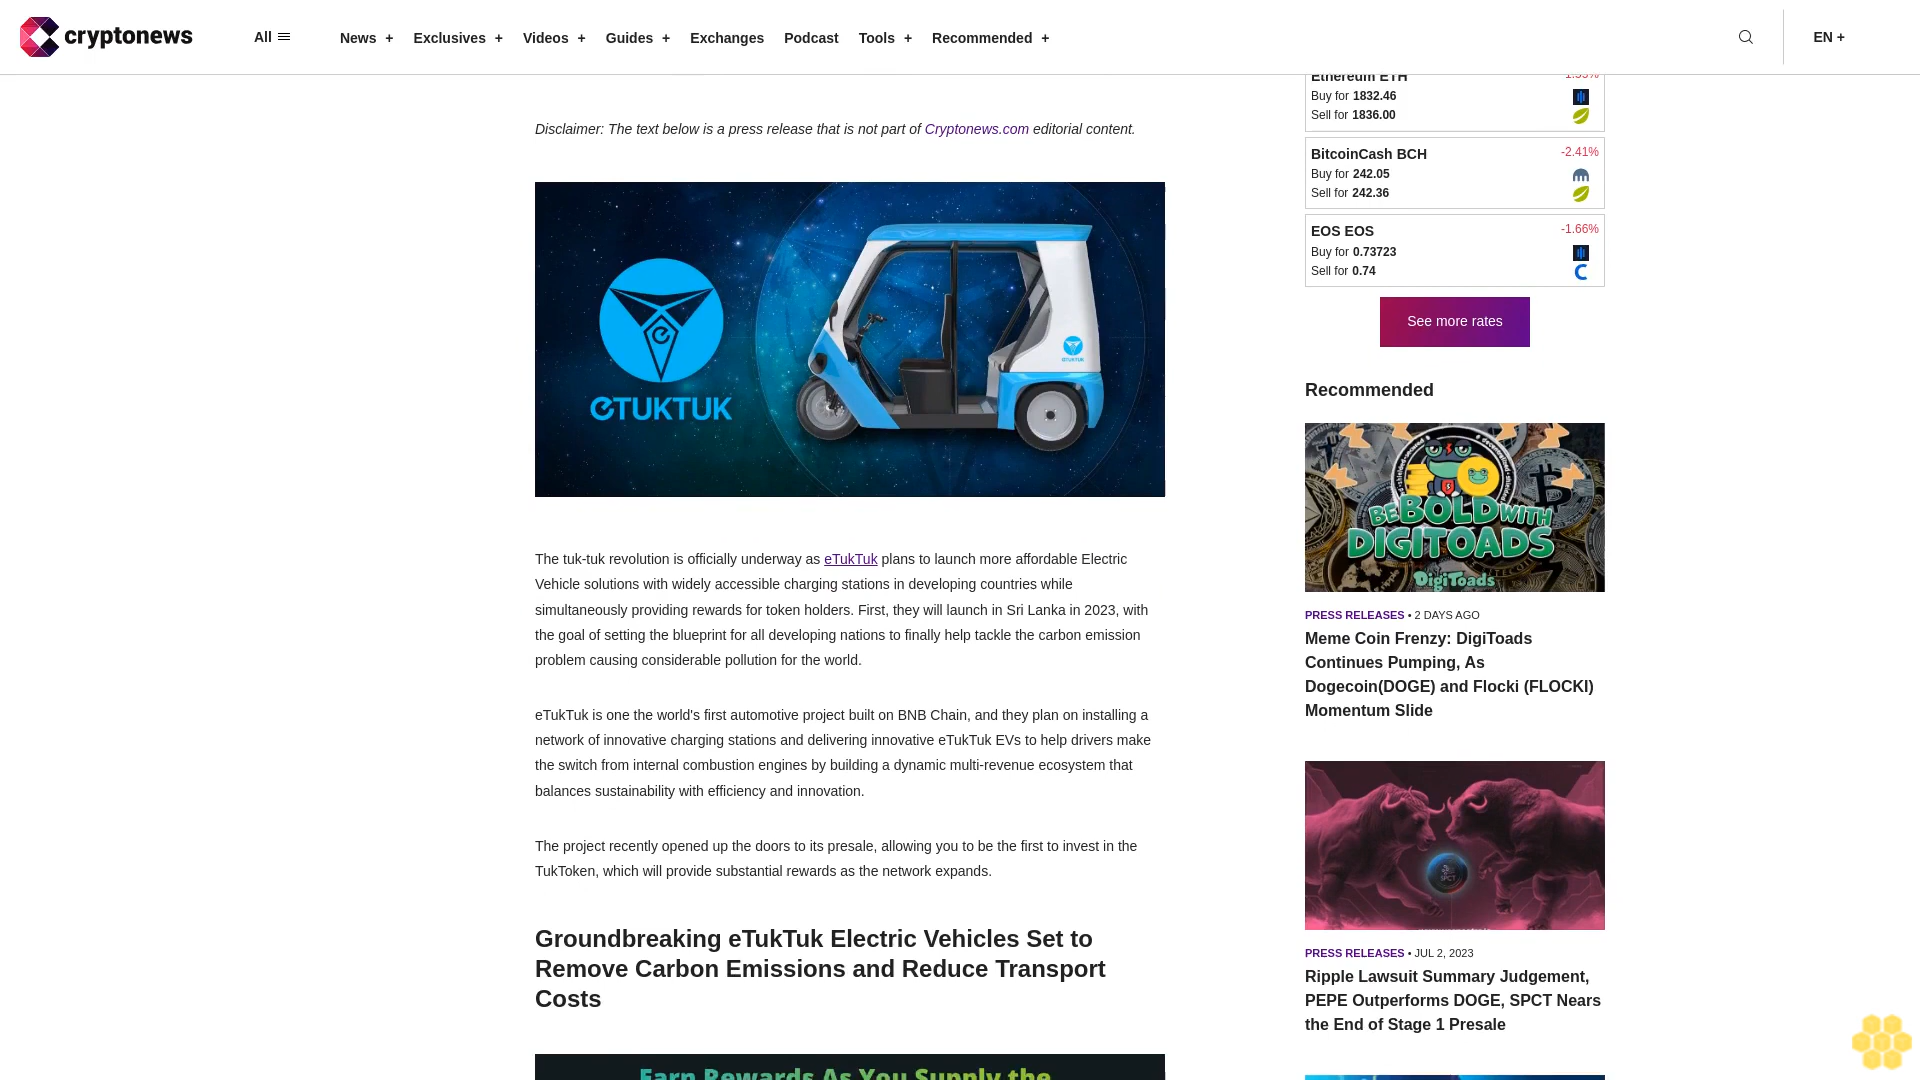 cryptonews
All
News +
Exclusives +
Videos +
Guides +
Exchanges
Podcast
Tools +
Recommended +
EN +
Disclaimer: The text below is a press release that is not part of Cryptonews.com editorial content.
eTUKTUK
eTUKTUK
The tuk-tuk revolution is officially underway as eTukTuk plans to launch more affordable Electric
Vehicle solutions with widely accessible charging stations in developing countries while
simultaneously providing rewards for token holders. First, they will launch in Sri Lanka in 2023, with
the goal of setting the blueprint for all developing nations to finally help tackle the carbon emission
problem causing considerable pollution for the world.
eTukTuk is one the world's first automotive project built on BNB Chain, and they plan on installing a
network of innovative charging stations and delivering innovative eTukTuk EVs to help drivers make
the switch from internal combustion engines by building a dynamic multi-revenue ecosystem that
balances sustainability with efficiency and innovation.
The project recently opened up the doors to its presale, allowing you to be the first to invest in the
TukToken, which will provide substantial rewards as the network expands.
Groundbreaking eTukTuk Electric Vehicles Set to
Remove Carbon Emissions and Reduce Transport
Costs
Earn Rewards As You Supply the
Ethereum ETH
Buy for 1832.46
Sell for 1836.00
BitcoinCash BCH -2.41%
Buy for 242.05
Sell for 242.36
EOS EOS -1.66%
Buy for 0.73723
Sell for 0.74
See more rates
Recommended
BE BOLD WITH
DIGITOADS
DigiToads
PRESS RELEASES • 2 DAYS AGO
Meme Coin Frenzy: DigiToads
Continues Pumping, As
Dogecoin(DOGE) and Flocki (FLOCKI)
Momentum Slide
SPCT
PRESS RELEASES • JUL 2, 2023
Ripple Lawsuit Summary Judgement,
PEPE Outperforms DOGE, SPCT Nears
the End of Stage 1 Presale